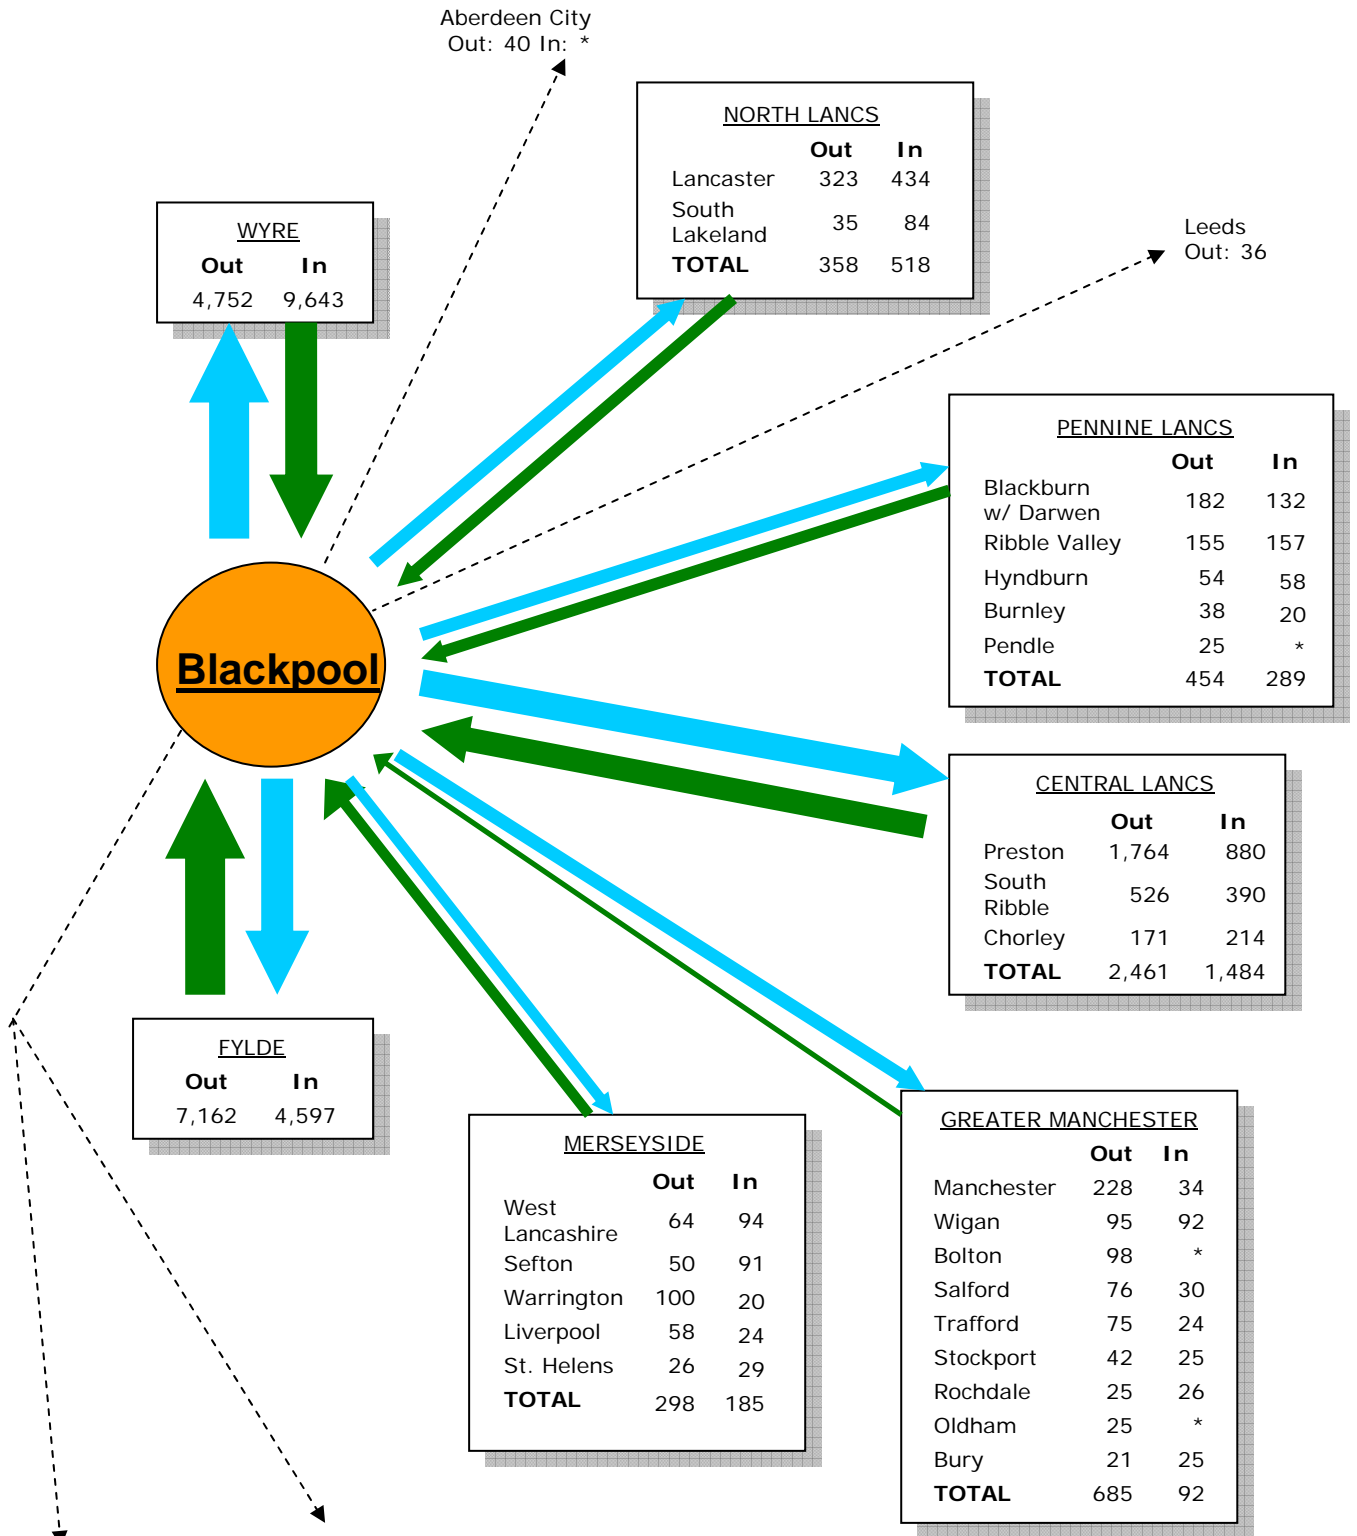 Aberdeen City
Out: 40 In: *
NORTH LANCS
Out In
Lancaster 323 434
South
Lakeland 35 84
TOTAL 358 518
WYRE
Out In
4,752 9,643
Leeds
Out: 36
PENNINE LANCS
Out In
Blackburn
w/ Darwen 182 132
Ribble Valley 155 157
Hyndburn 54 58
Burnley 38 20
Pendle 25 *
TOTAL 454 289
Blackpool
CENTRAL LANCS
Out In
Preston 1,764 880
South
Ribble 526 390
Chorley 171 214
TOTAL 2,461 1,484
FYLDE
Out In
7,162 4,597
MERSEYSIDE
Out In
West
Lancashire 64 94
Sefton 50 91
Warrington 100 20
Liverpool 58 24
St. Helens 26 29
TOTAL 298 185
GREATER MANCHESTER
Out In
Manchester 228 34
Wigan 95 92
Bolton 98 *
Salford 76 30
Trafford 75 24
Stockport 42 25
Rochdale 25 26
Oldham 25 *
Bury 21 25
TOTAL 685 92